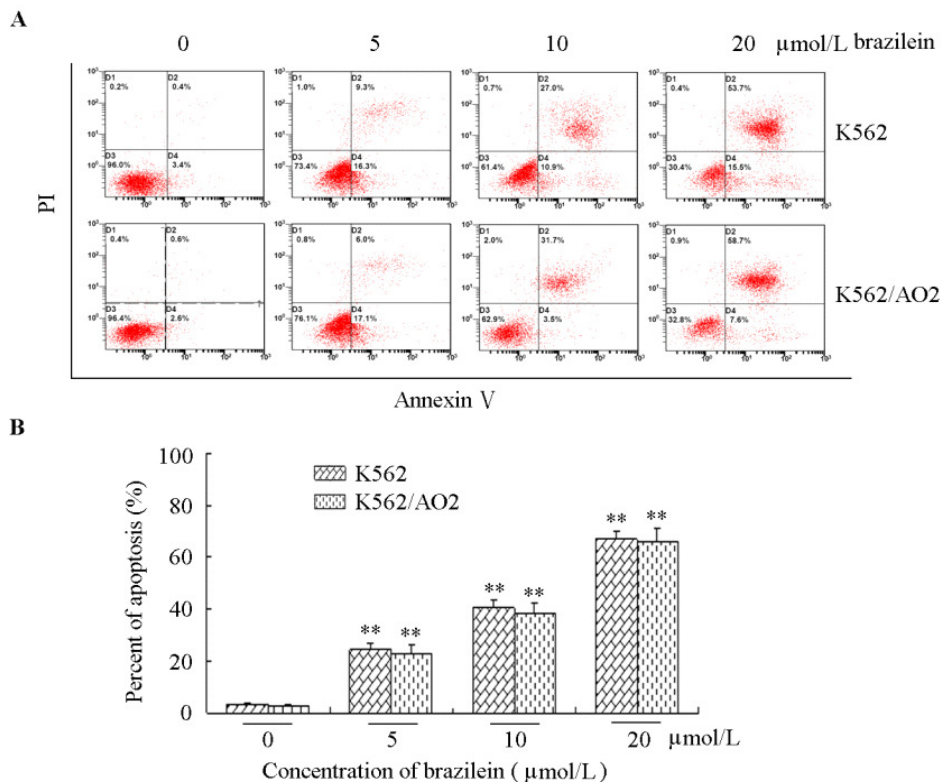 A
0 5 10 20 μmol/L brazilein
D1 0.2% D2 0.4% D3 96.0% D4 3.4%
D1 1.0% D2 9.3% D3 73.4% D4 16.3%
D1 0.7% D2 27.0% D3 61.4% D4 10.9%
D1 0.4% D2 53.7% D3 30.4% D4 15.5%
K562
D1 0.4% D2 0.6% D3 96.4% D4 2.6%
D1 0.8% D2 6.0% D3 76.1% D4 17.1%
D1 2.0% D2 31.7% D3 62.9% D4 3.5%
D1 0.9% D2 58.7% D3 32.8% D4 7.6%
K562/AO2
PI
Annexin V
B
Percent of apoptosis (%)
100
80
60
40
20
0
K562
K562/AO2
** **
** **
** **
0 5 10 20 μmol/L
Concentration of brazilein ( μmol/L )